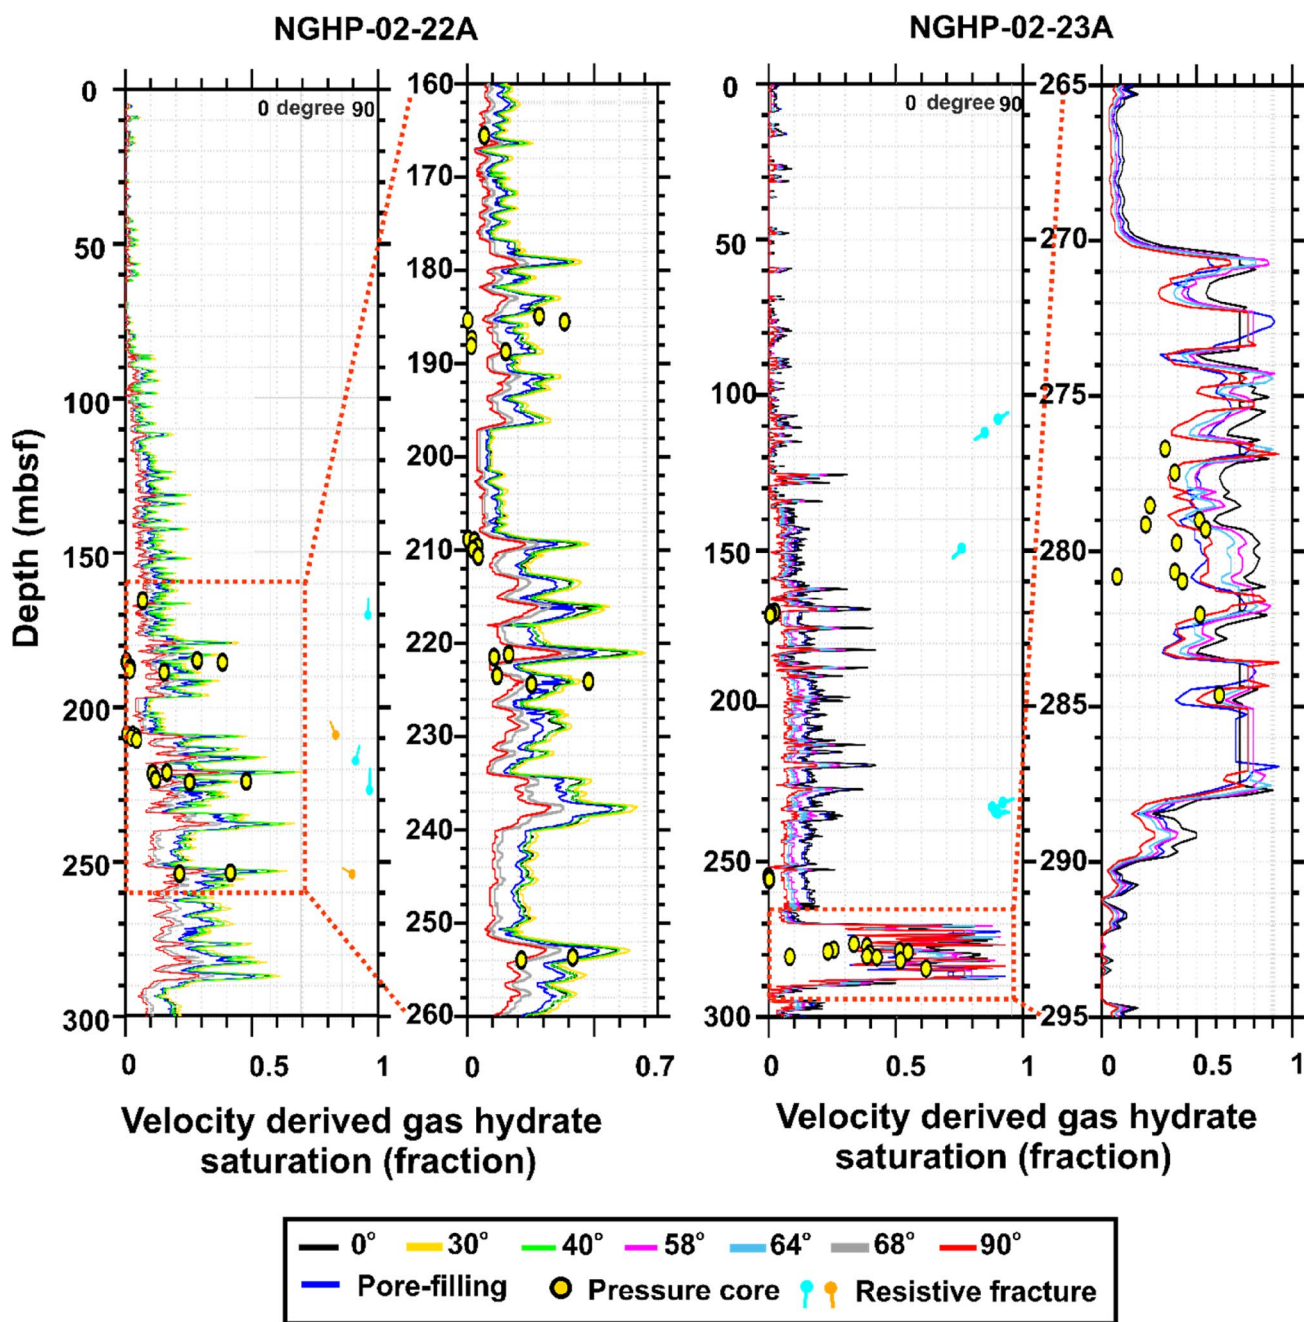 NGHP-02-22A
NGHP-02-23A
0 degree 90
0
50
100
150
200
250
300
0 0.5 1
160
170
180
190
200
210
220
230
240
250
260
0 0.7
0 degree 90
0
50
100
150
200
250
300
0 0.5 1
265
270
275
280
285
290
295
0 0.5 1
Depth (mbsf)
Velocity derived gas hydrate
saturation (fraction)
Velocity derived gas hydrate
saturation (fraction)
0° 30° 40° 58° 64° 68° 90°
Pore-filling Pressure core Resistive fracture